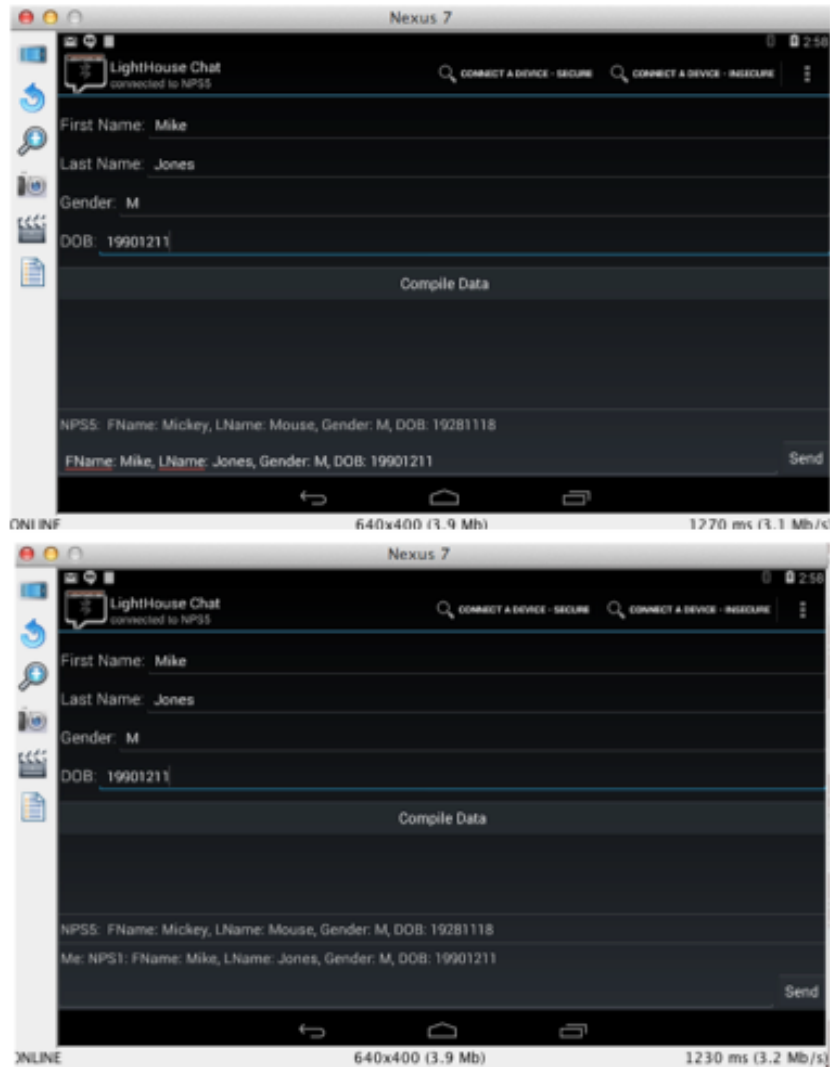 Nexus 7
2:58
LightHouse Chat
connected to NPS5
CONNECT A DEVICE - SECURE
CONNECT A DEVICE - INSECURE
First Name: Mike
Last Name: Jones
Gender: M
DOB: 19901211
Compile Data
NPS5: FName: Mickey, LName: Mouse, Gender: M, DOB: 19281118
FName: Mike, LName: Jones, Gender: M, DOB: 19901211
Send
ONLINE 640x400 (3.9 Mb) 1270 ms (3.1 Mb/s)
Nexus 7
2:58
LightHouse Chat
connected to NPS5
CONNECT A DEVICE - SECURE
CONNECT A DEVICE - INSECURE
First Name: Mike
Last Name: Jones
Gender: M
DOB: 19901211
Compile Data
NPS5: FName: Mickey, LName: Mouse, Gender: M, DOB: 19281118
Me: NPS1: FName: Mike, LName: Jones, Gender: M, DOB: 19901211
Send
ONLINE 640x400 (3.9 Mb) 1230 ms (3.2 Mb/s)